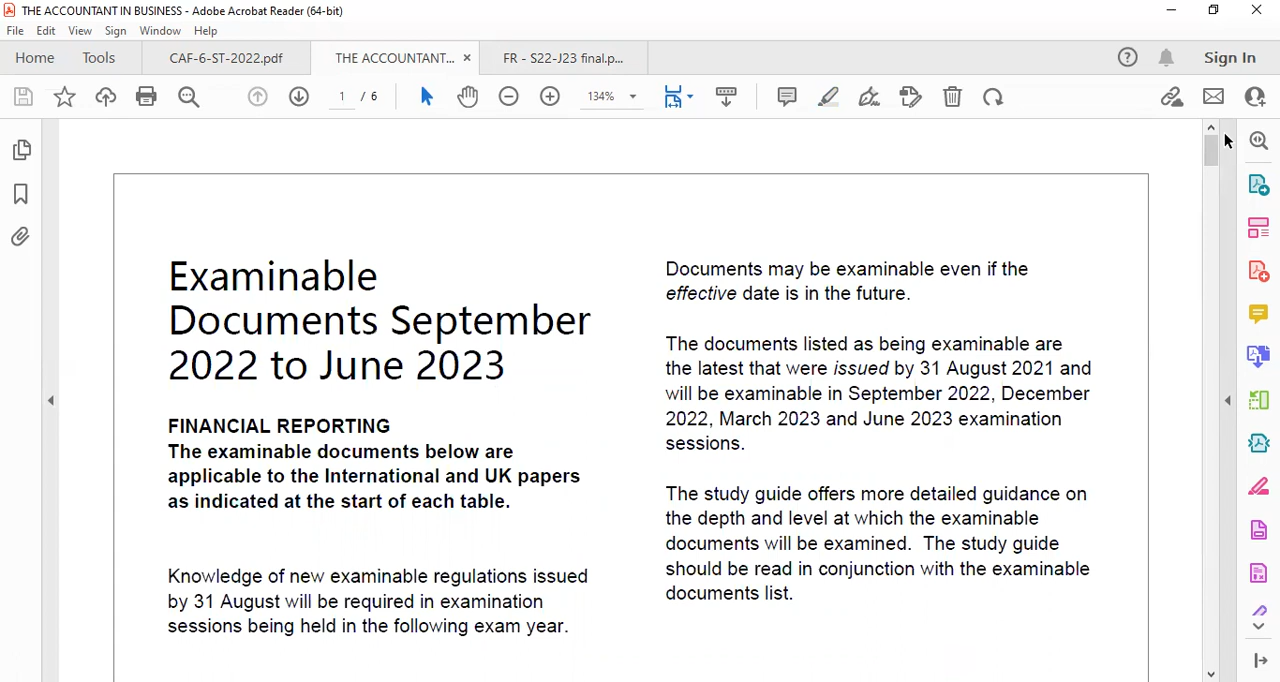 THE ACCOUNTANT IN BUSINESS - Adobe Acrobat Reader (64-bit)
File Edit View Sign Window Help
Home Tools CAF-6-ST-2022.pdf THE ACCOUNTANT... × FR - S22-J23 final.p... Sign In
1 / 6 134%
Examinable
Documents September
2022 to June 2023
FINANCIAL REPORTING
The examinable documents below are
applicable to the International and UK papers
as indicated at the start of each table.
Knowledge of new examinable regulations issued
by 31 August will be required in examination
sessions being held in the following exam year.
Documents may be examinable even if the
effective date is in the future.
The documents listed as being examinable are
the latest that were issued by 31 August 2021 and
will be examinable in September 2022, December
2022, March 2023 and June 2023 examination
sessions.
The study guide offers more detailed guidance on
the depth and level at which the examinable
documents will be examined.  The study guide
should be read in conjunction with the examinable
documents list.